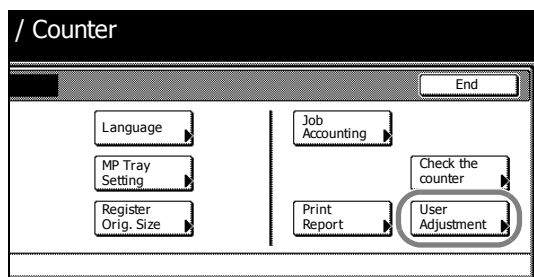 / Counter
End
Language
Job
Accounting
MP Tray
Setting
Check the
counter
Register
Orig. Size
Print
Report
User
Adjustment